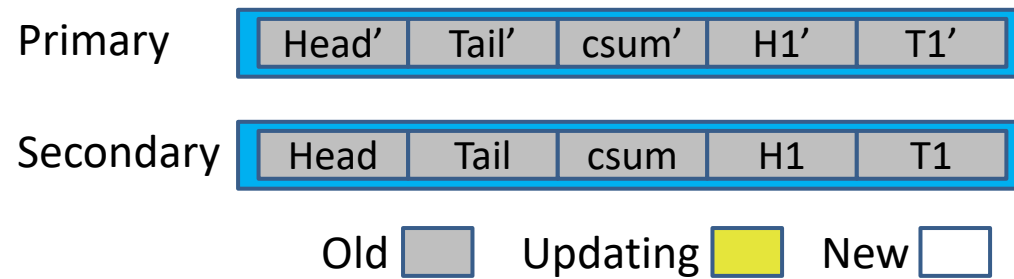 Primary Head’ Tail’ csum’ H1’ T1’
Secondary Head Tail csum H1 T1
Old Updating New